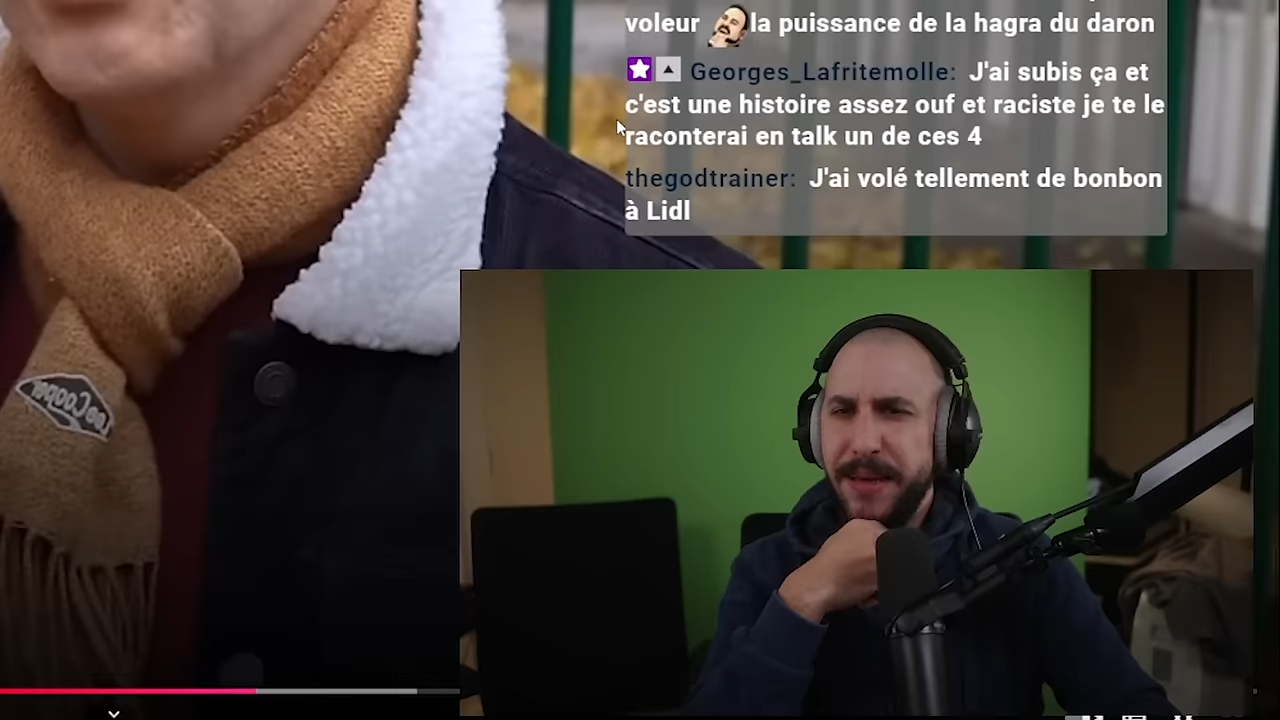 voleur la puissance de la hagra du daron
Georges_Lafritemolle: J'ai subis ça et
c'est une histoire assez ouf et raciste je te le
raconterai en talk un de ces 4
thegodtrainer: J'ai volé tellement de bonbon
à Lidl